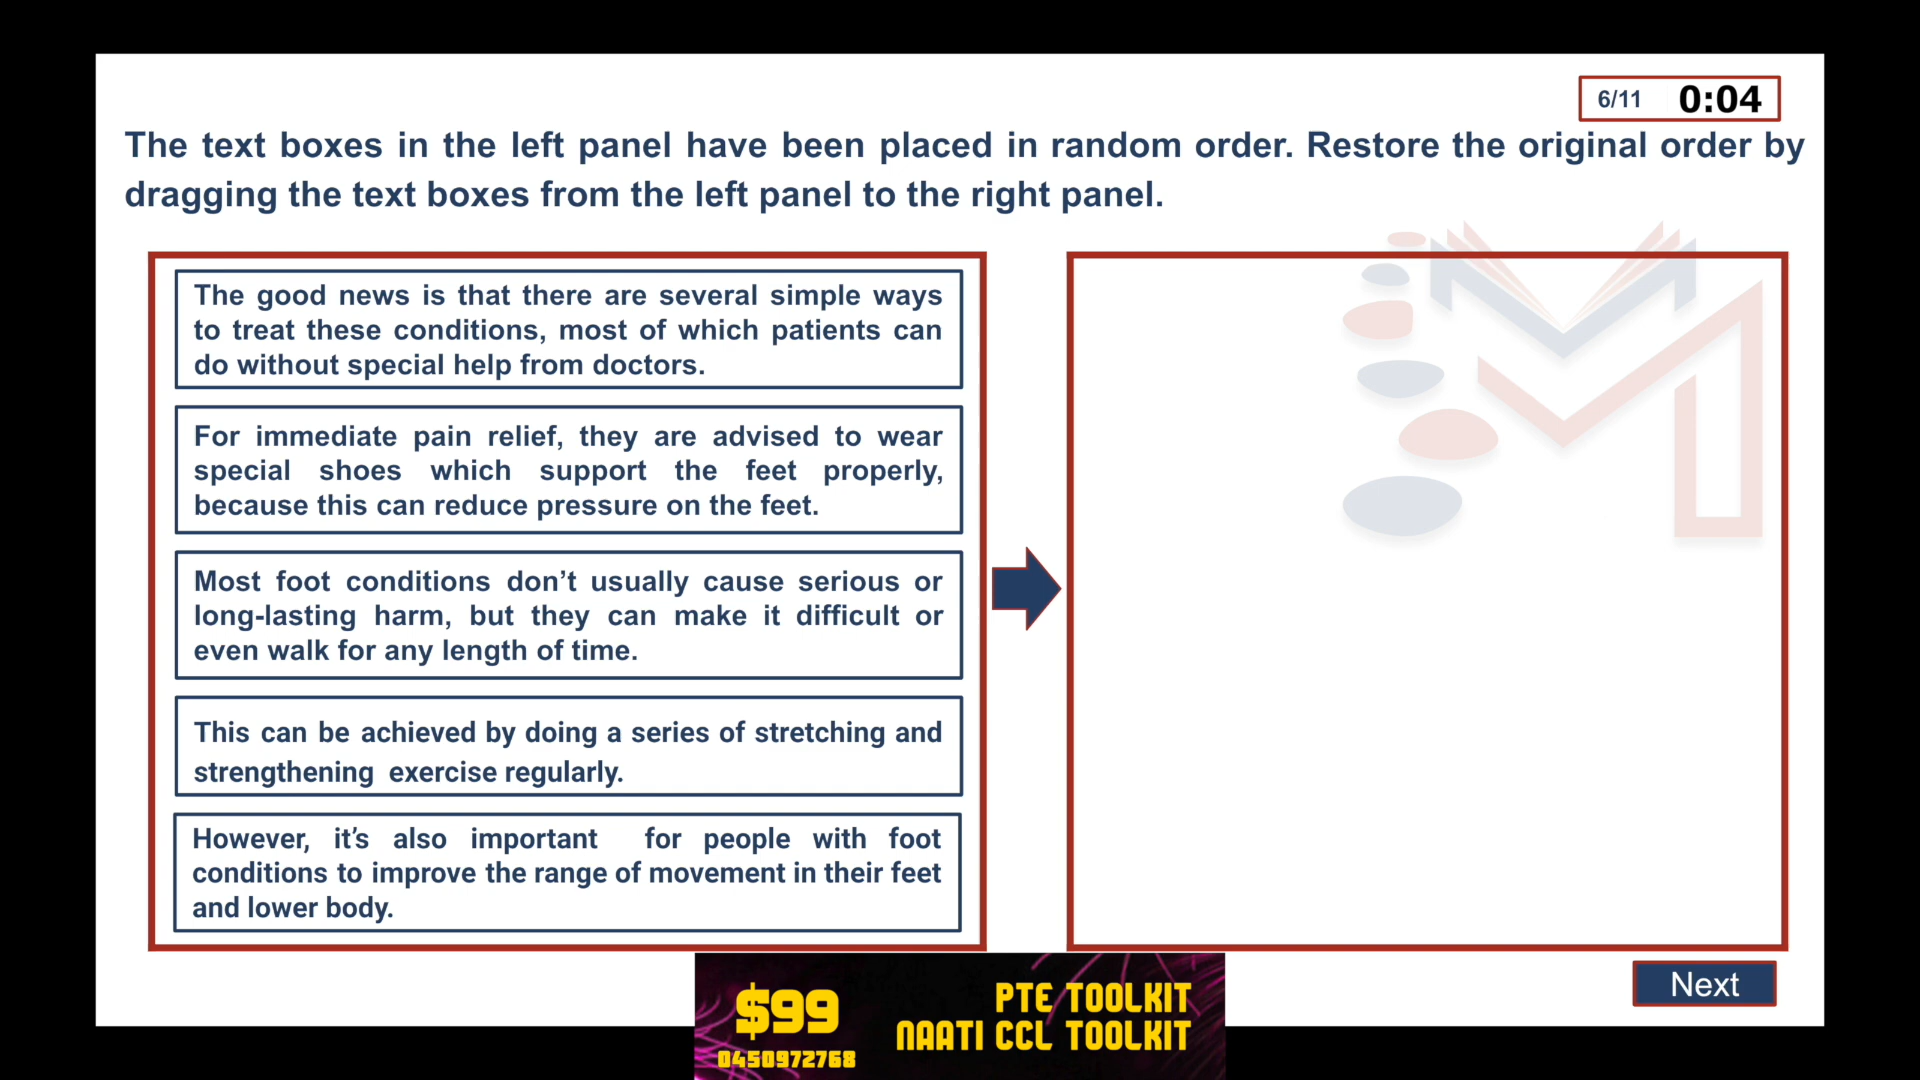 6/11 0:04
The text boxes in the left panel have been placed in random order. Restore the original order by
dragging the text boxes from the left panel to the right panel.
The good news is that there are several simple ways
to treat these conditions, most of which patients can
do without special help from doctors.
For immediate pain relief, they are advised to wear
special shoes which support the feet properly,
because this can reduce pressure on the feet.
Most foot conditions don’t usually cause serious or
long-lasting harm, but they can make it difficult or
even walk for any length of time.
This can be achieved by doing a series of stretching and
strengthening exercise regularly.
However, it’s also important for people with foot
conditions to improve the range of movement in their feet
and lower body.
Next
$99
0450972768
PTE TOOLKIT
NAATI CCL TOOLKIT